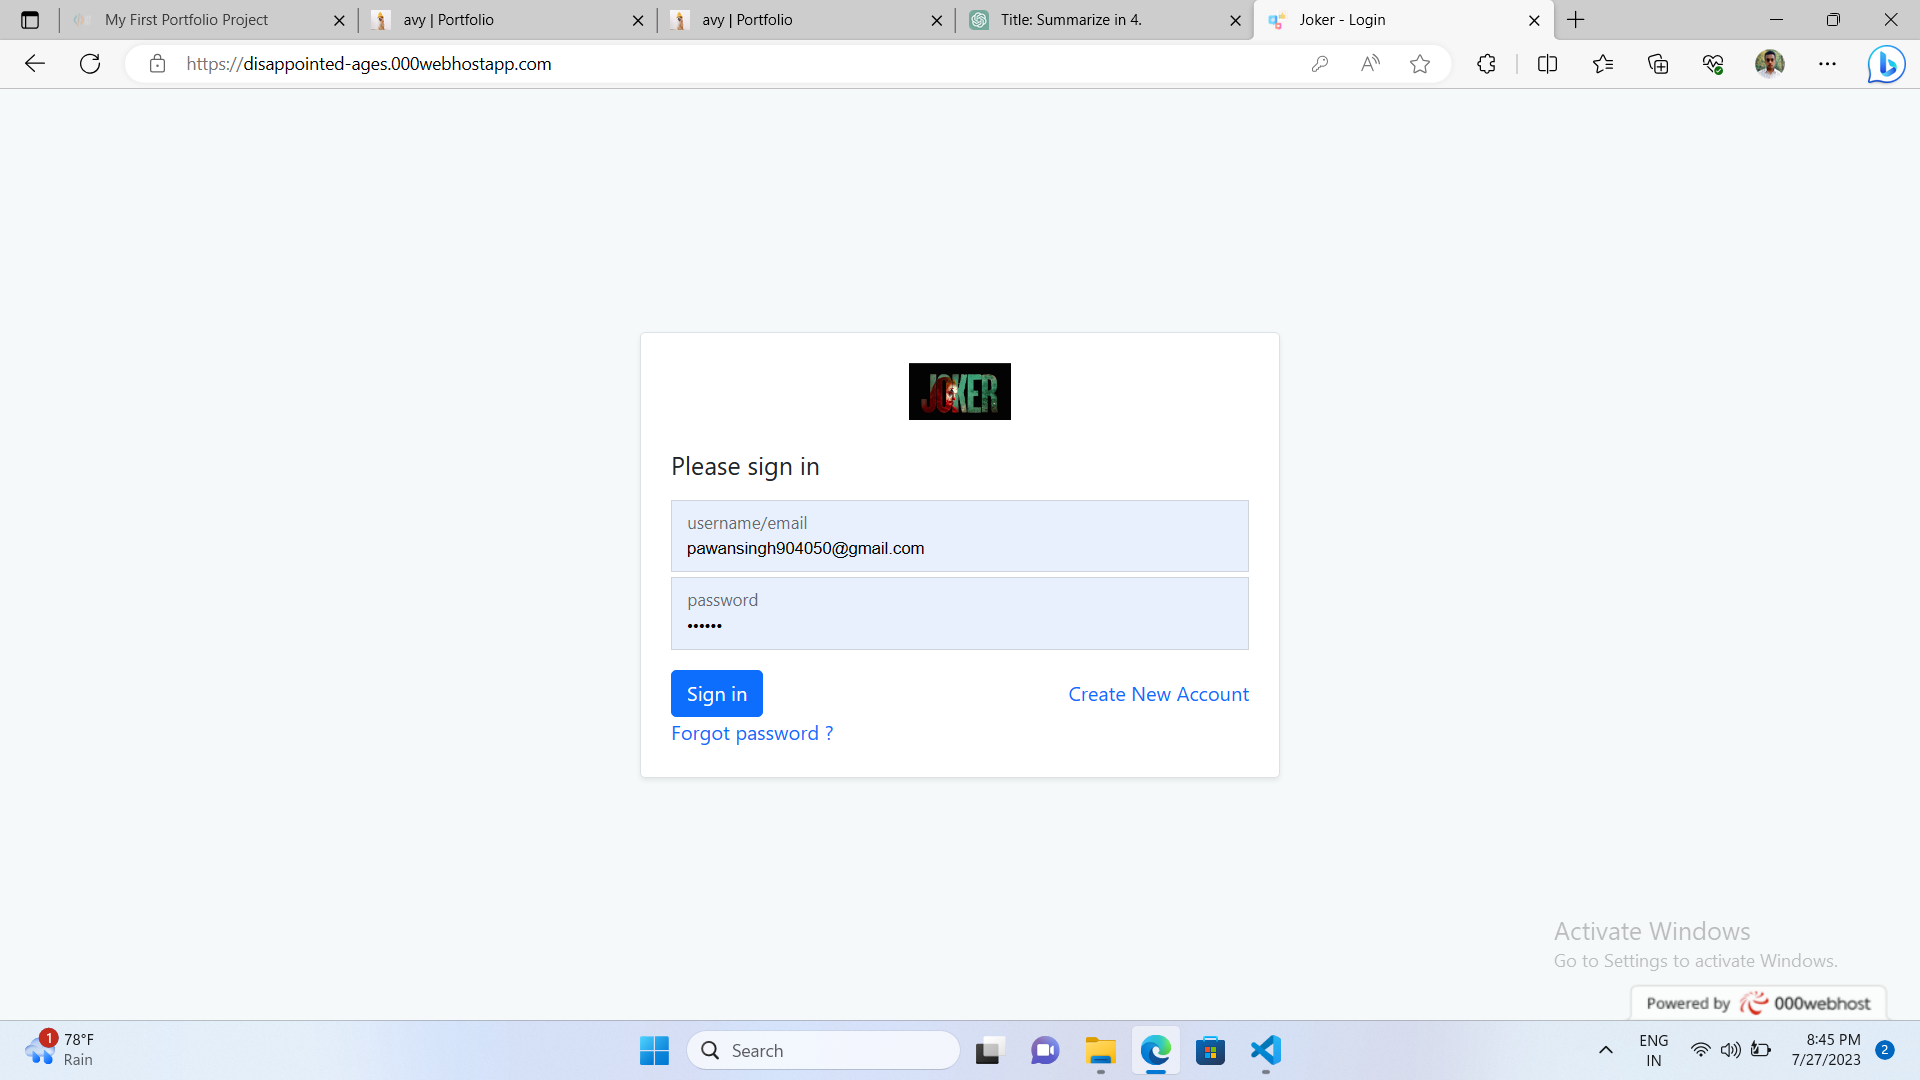 My First Portfolio Project
avy | Portfolio
avy | Portfolio
Title: Summarize in 4.
Joker - Login
https://disappointed-ages.000webhostapp.com
JOKER
Please sign in
username/email
pawansingh904050@gmail.com
password
••••••
Sign in
Create New Account
Forgot password ?
Activate Windows
Go to Settings to activate Windows.
Powered by 000webhost
1
78°F
Rain
Search
ENG
IN
8:45 PM
7/27/2023
2